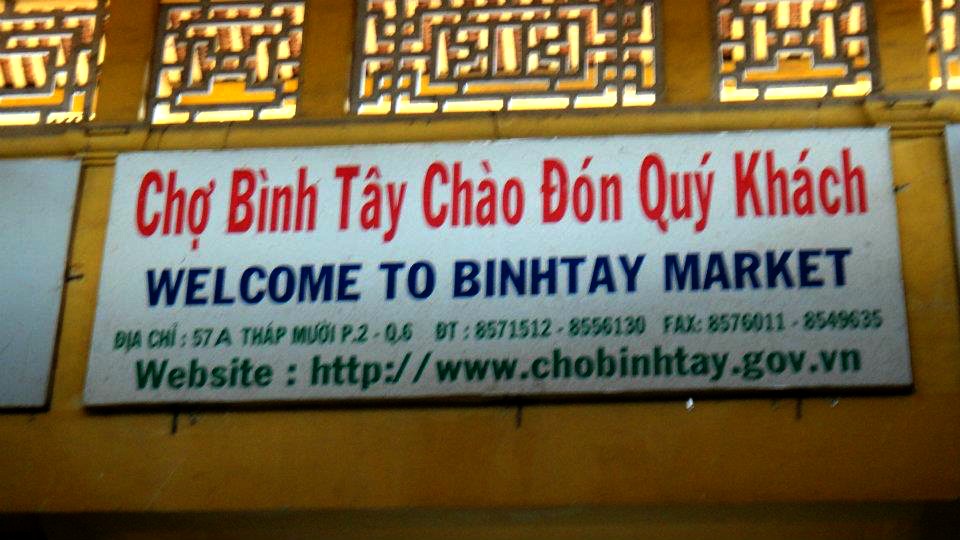 Chợ Bình Tây Chào Đón Quý Khách
WELCOME TO BINHTAY MARKET
ĐỊA CHỈ : 57A THÁP MƯỜI P.2 - Q.6 ĐT : 8571512 - 8556130 FAX: 8576011 - 8549635
Website : http://www.chobinhtay.gov.vn